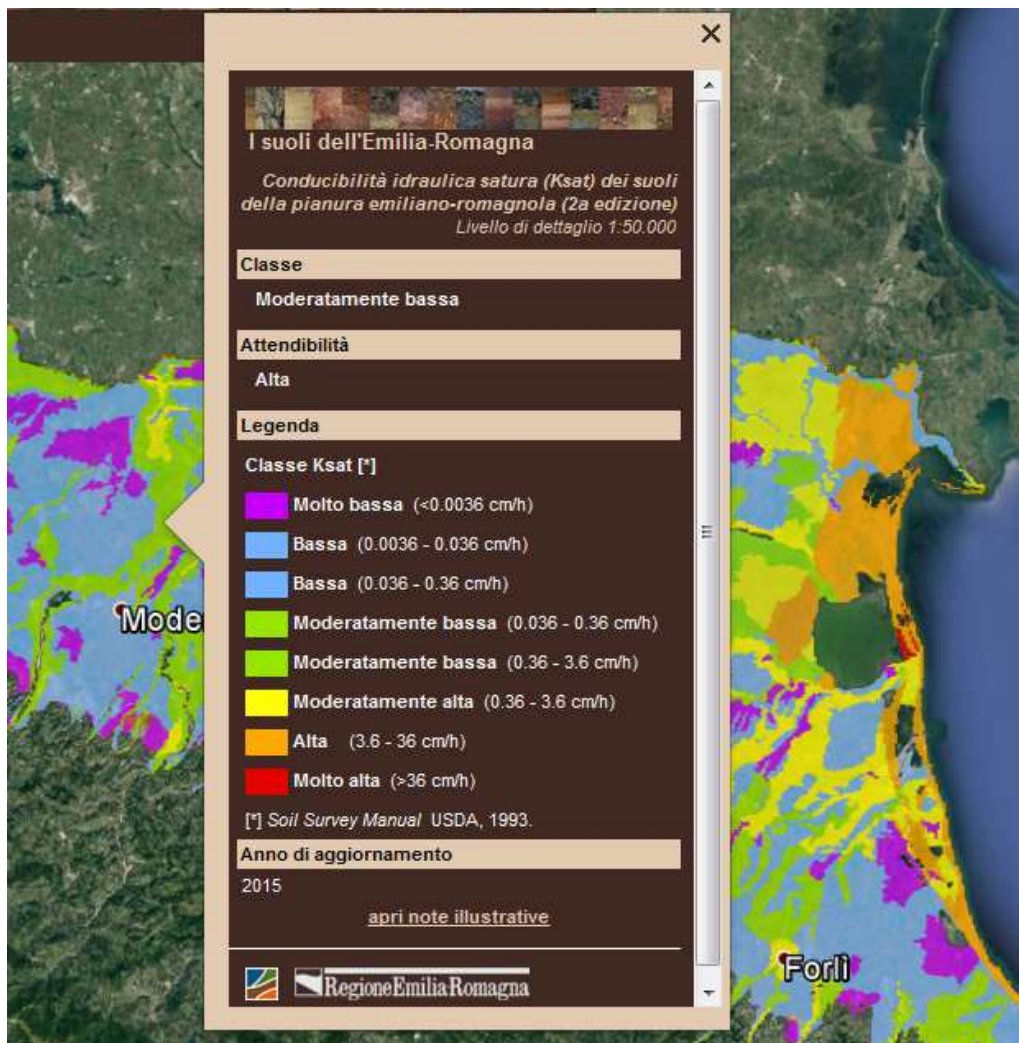 I suoli dell'Emilia-Romagna
Conducibilità idraulica satura (Ksat) dei suoli
della pianura emiliano-romagnola (2a edizione)
Livello di dettaglio 1:50.000
Classe
Moderatamente bassa
Attendibilità
Alta
Legenda
Classe Ksat [*]
Molto bassa (<0.0036 cm/h)
Bassa (0.0036 - 0.036 cm/h)
Bassa (0.036 - 0.36 cm/h)
Moderatamente bassa (0.036 - 0.36 cm/h)
Moderatamente bassa (0.36 - 3.6 cm/h)
Moderatamente alta (0.36 - 3.6 cm/h)
Alta (3.6 - 36 cm/h)
Molto alta (>36 cm/h)
[*] Soil Survey Manual USDA, 1993.
Anno di aggiornamento
2015
apri note illustrative
RegioneEmiliaRomagna
Mode
Forlì